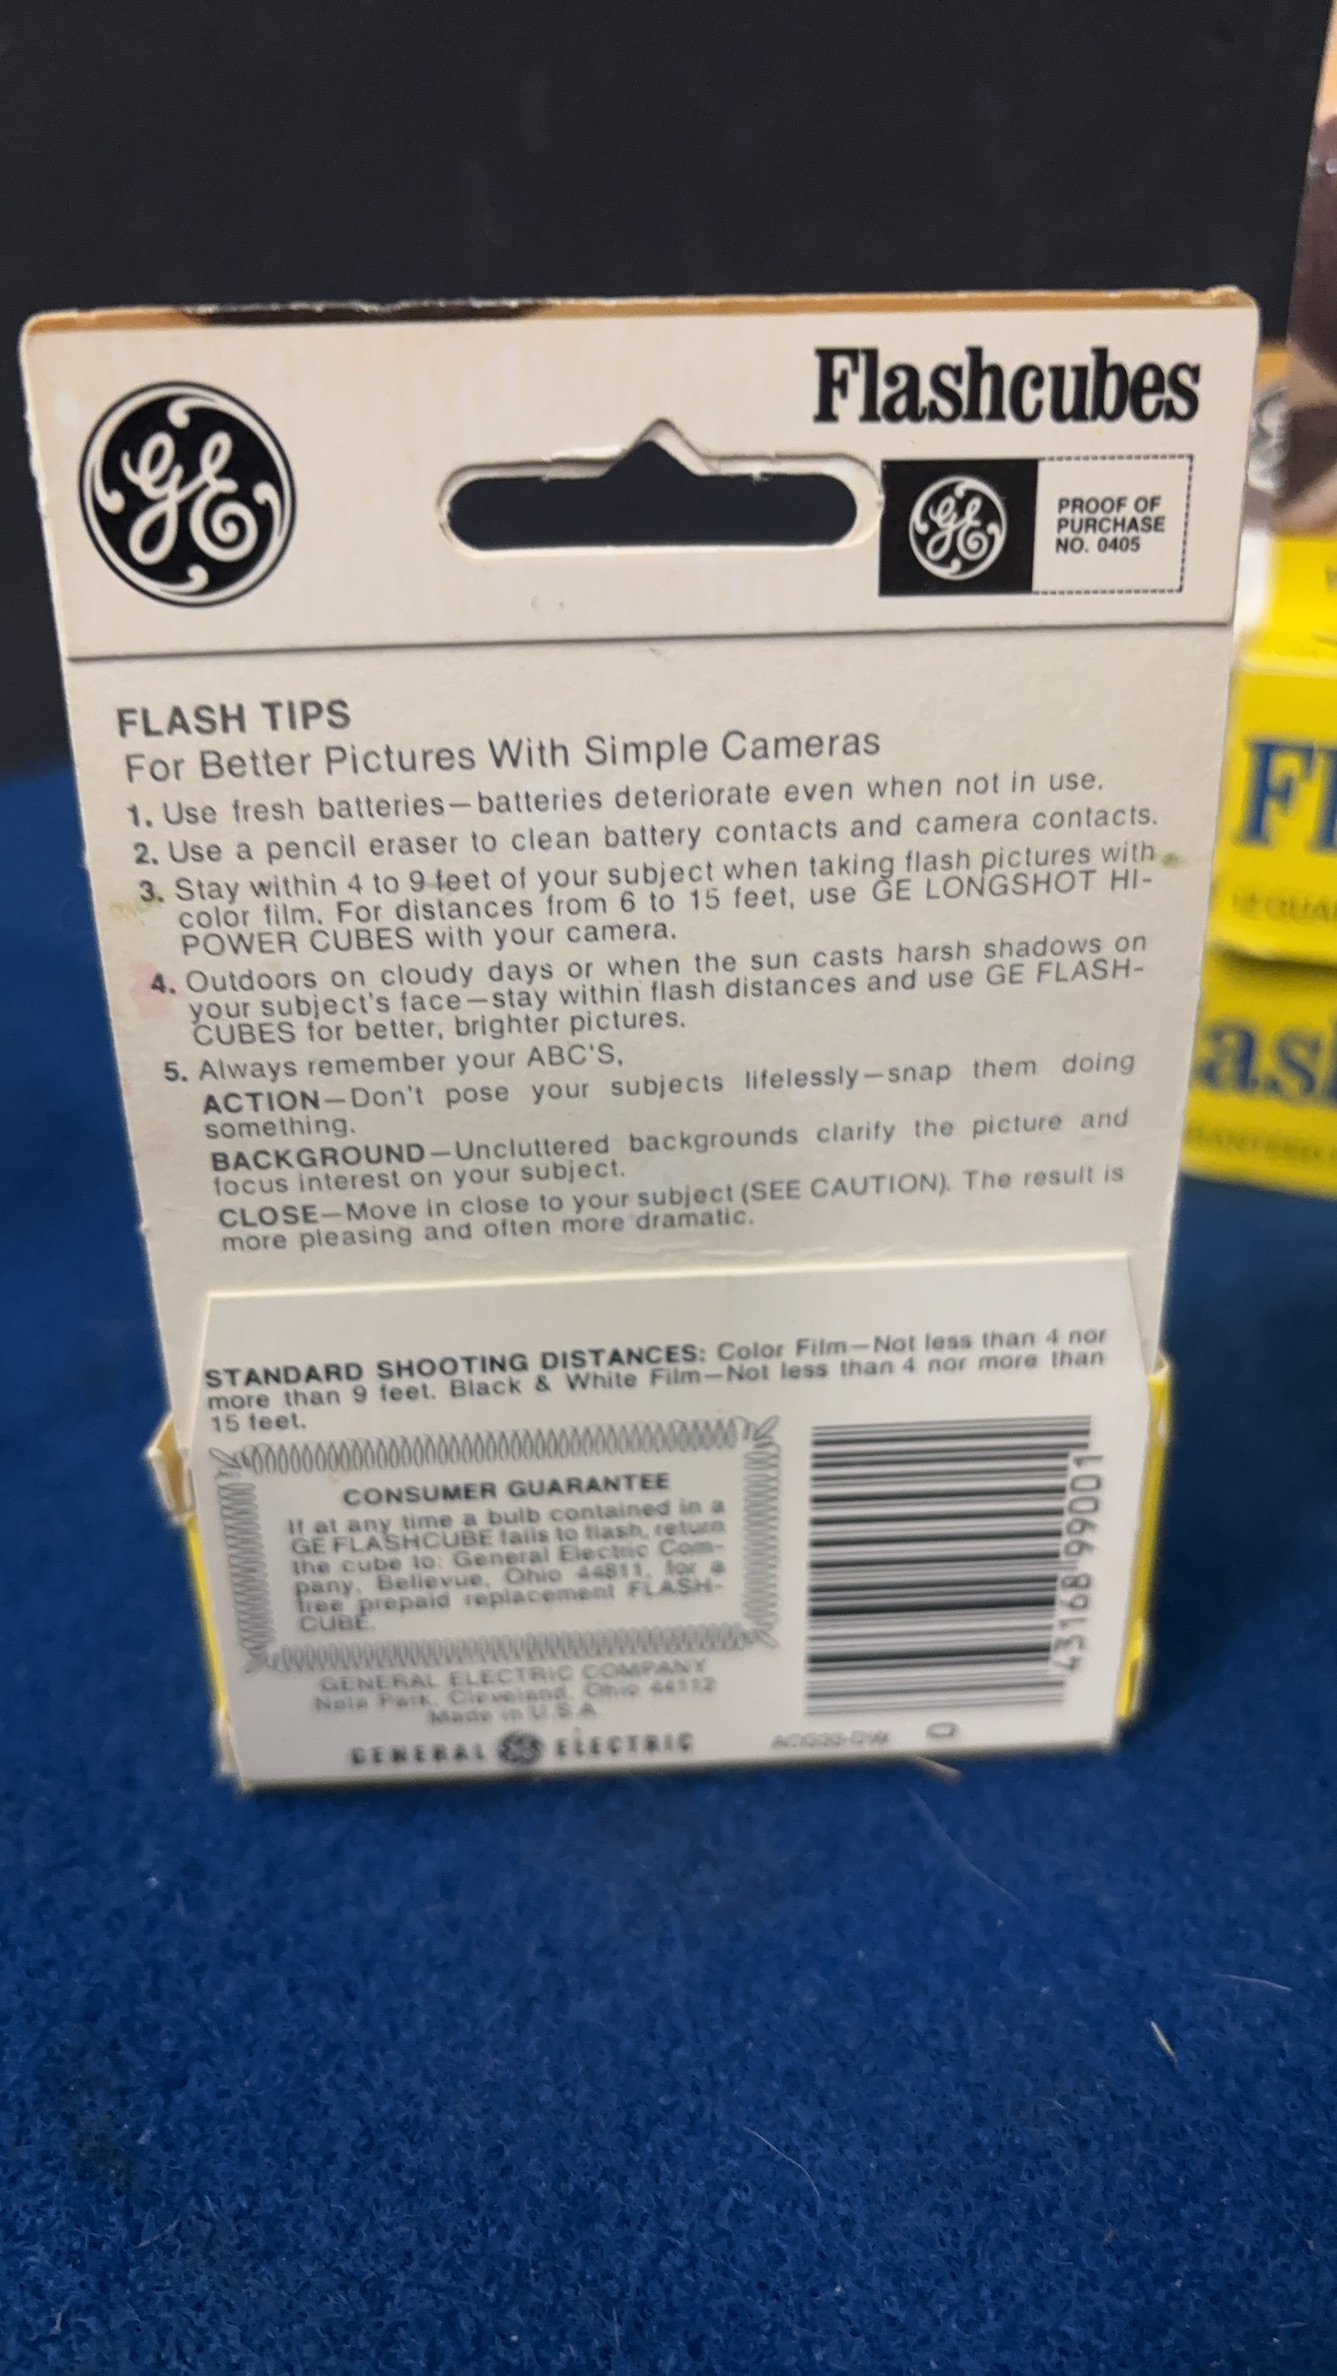 Flashcubes
GE
GE
PROOF OF
PURCHASE
NO. 0405
FLASH TIPS
For Better Pictures With Simple Cameras
1. Use fresh batteries—batteries deteriorate even when not in use.
2. Use a pencil eraser to clean battery contacts and camera contacts.
3. Stay within 4 to 9 feet of your subject when taking flash pictures with
color film. For distances from 6 to 15 feet, use GE LONGSHOT HI-
POWER CUBES with your camera.
4. Outdoors on cloudy days or when the sun casts harsh shadows on
your subject's face—stay within flash distances and use GE FLASH-
CUBES for better, brighter pictures.
5. Always remember your ABC'S,
ACTION—Don't pose your subjects lifelessly—snap them doing
something.
BACKGROUND—Uncluttered backgrounds clarify the picture and
focus interest on your subject.
CLOSE—Move in close to your subject (SEE CAUTION). The result is
more pleasing and often more dramatic.
STANDARD SHOOTING DISTANCES: Color Film—Not less than 4 nor
more than 9 feet. Black & White Film—Not less than 4 nor more than
15 feet.
CONSUMER GUARANTEE
If at any time a bulb contained in a
GE FLASHCUBE fails to flash, return
the cube to: General Electric Com-
pany, Bellevue, Ohio 44811, for a
free prepaid replacement FLASH-
CUBE.
GENERAL ELECTRIC COMPANY
Nela Park, Cleveland, Ohio 44112
Made in U.S.A.
GENERAL GE ELECTRIC
43168 99001
Fl
ash